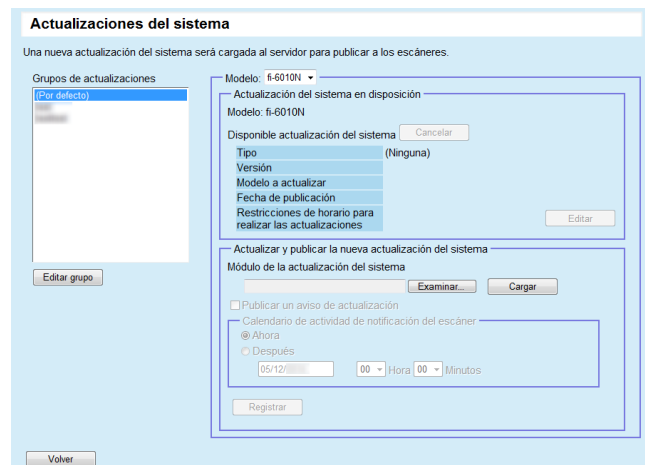 Actualizaciones del sistema
Una nueva actualización del sistema será cargada al servidor para publicar a los escáneres.
Grupos de actualizaciones
(Por defecto)
Editar grupo
Modelo: fi-6010N
Actualización del sistema en disposición
Modelo: fi-6010N
Disponible actualización del sistema Cancelar
Tipo (Ninguna)
Versión
Modelo a actualizar
Fecha de publicación
Restricciones de horario para
realizar las actualizaciones
Editar
Actualizar y publicar la nueva actualización del sistema
Módulo de la actualización del sistema
Examinar... Cargar
Publicar un aviso de actualización
Calendario de actividad de notificación del escáner
Ahora
Después
05/12/ 00 Hora 00 Minutos
Registrar
Volver